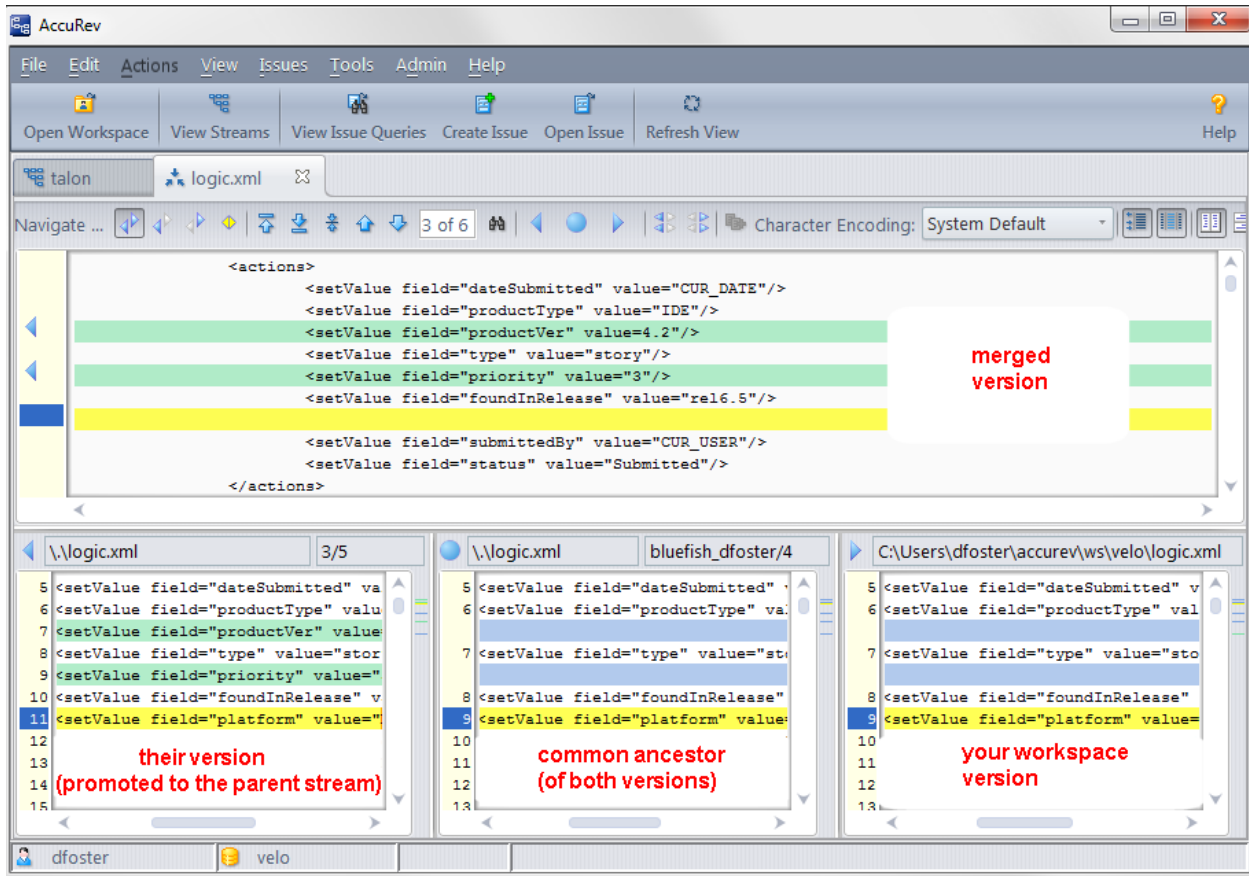 AccuRev
File Edit Actions View Issues Tools Admin Help
Open Workspace View Streams View Issue Queries Create Issue Open Issue Refresh View Help
talon logic.xml
Navigate ... 3 of 6 Character Encoding: System Default
<actions>
<setValue field="dateSubmitted" value="CUR_DATE"/>
<setValue field="productType" value="IDE"/>
<setValue field="productVer" value=4.2"/>
<setValue field="type" value="story"/>
<setValue field="priority" value="3"/>
<setValue field="foundInRelease" value="rel6.5"/>
<setValue field="submittedBy" value="CUR_USER"/>
<setValue field="status" value="Submitted"/>
</actions>
merged
version
\.\logic.xml 3/5
5 <setValue field="dateSubmitted" va
6 <setValue field="productType" valu
7 <setValue field="productVer" value
8 <setValue field="type" value="stor
9 <setValue field="priority" value="
10 <setValue field="foundInRelease" v
11 <setValue field="platform" value="
12
13
14
15
their version
(promoted to the parent stream)
\.\logic.xml bluefish_dfoster/4
5 <setValue field="dateSubmitted"
6 <setValue field="productType" val
7 <setValue field="type" value="sto
8 <setValue field="foundInRelease"
9 <setValue field="platform" value
10
11
12
13
common ancestor
(of both versions)
C:\Users\dfoster\accurev\ws\velo\logic.xml
5 <setValue field="dateSubmitted" v
6 <setValue field="productType" val
7 <setValue field="type" value="sto
8 <setValue field="foundInRelease"
9 <setValue field="platform" value=
10
11
12
13
your workspace
version
dfoster velo